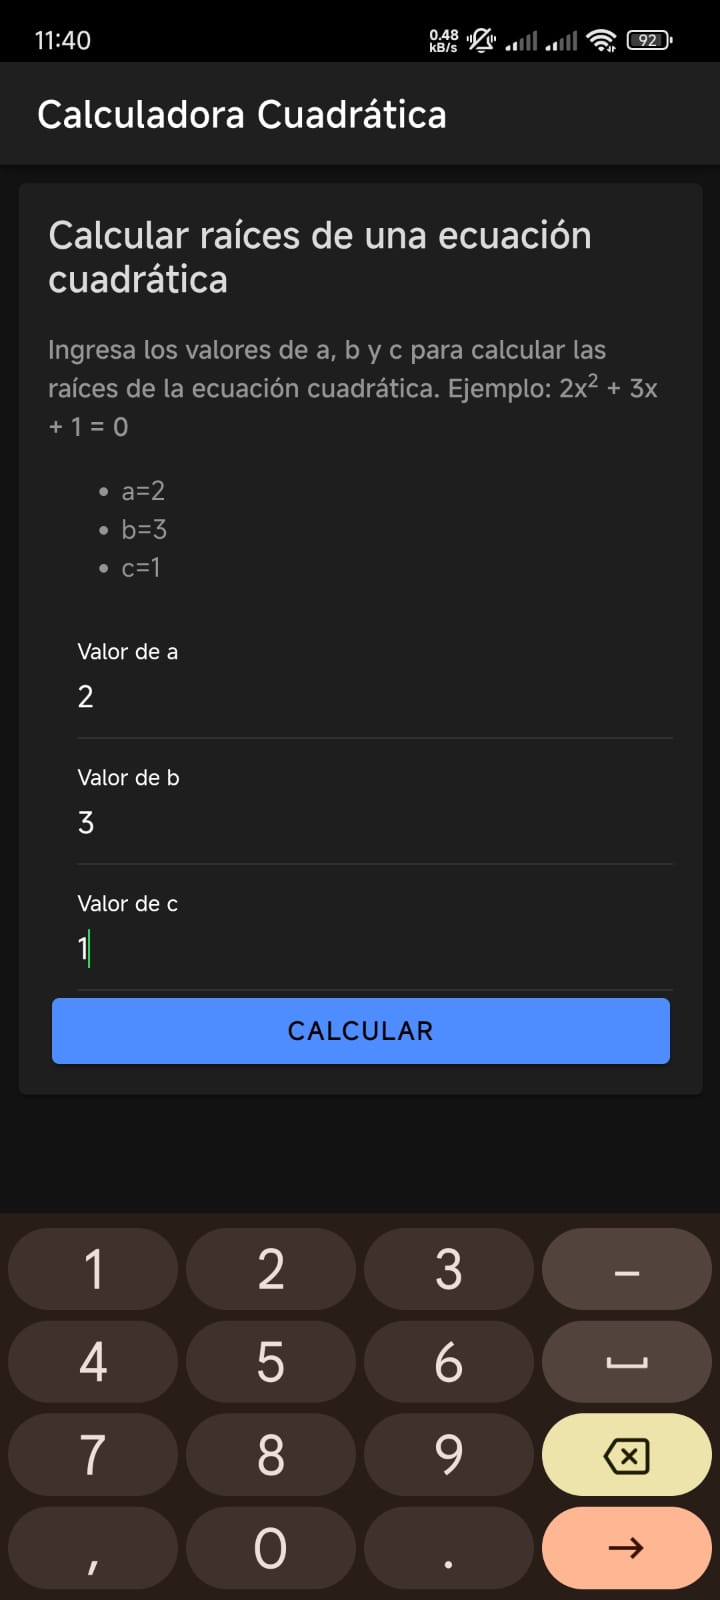 11:40
0.48
kB/s
92
Calculadora Cuadrática
Calcular raíces de una ecuación
cuadrática
Ingresa los valores de a, b y c para calcular las
raíces de la ecuación cuadrática. Ejemplo: 2x² + 3x
+ 1 = 0
• a=2
• b=3
• c=1
Valor de a
2
Valor de b
3
Valor de c
1
CALCULAR
1 2 3 –
4 5 6
7 8 9
, 0 .